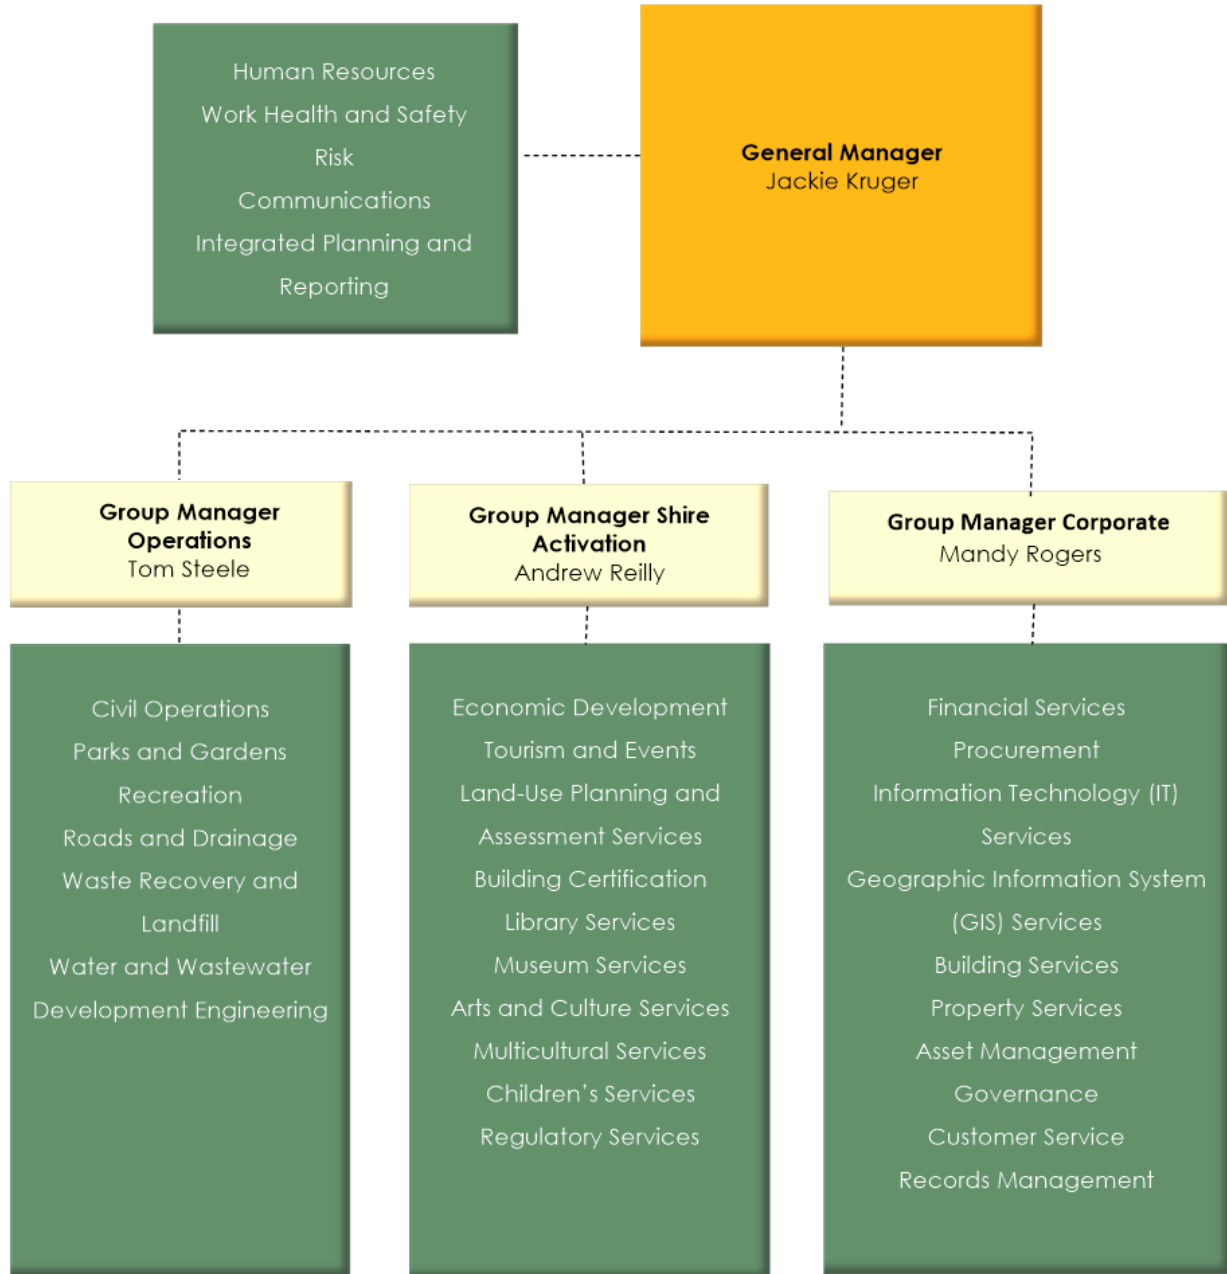 Human Resources
Work Health and Safety
Risk
Communications
Integrated Planning and
Reporting
General Manager
Jackie Kruger
Group Manager
Operations
Tom Steele
Group Manager Shire
Activation
Andrew Reilly
Group Manager Corporate
Mandy Rogers
Civil Operations
Parks and Gardens
Recreation
Roads and Drainage
Waste Recovery and
Landfill
Water and Wastewater
Development Engineering
Economic Development
Tourism and Events
Land-Use Planning and
Assessment Services
Building Certification
Library Services
Museum Services
Arts and Culture Services
Multicultural Services
Children’s Services
Regulatory Services
Financial Services
Procurement
Information Technology (IT)
Services
Geographic Information System
(GIS) Services
Building Services
Property Services
Asset Management
Governance
Customer Service
Records Management